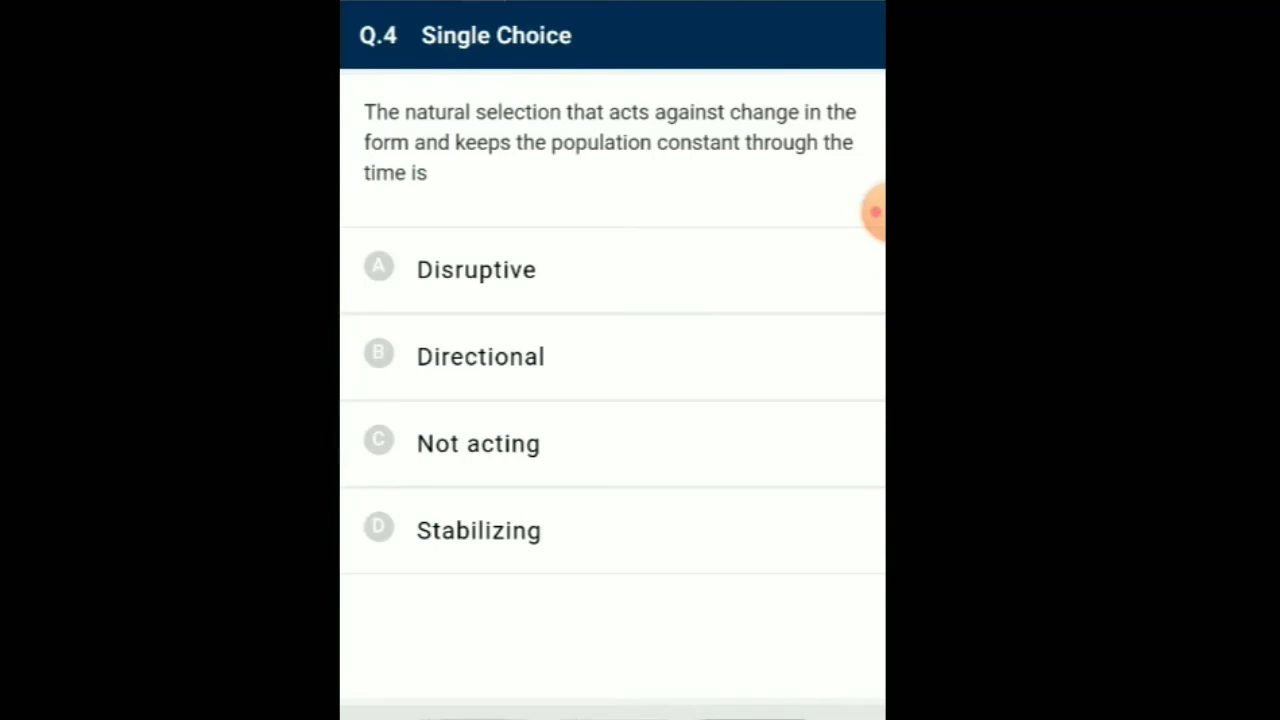 Q.4 Single Choice
The natural selection that acts against change in the
form and keeps the population constant through the
time is
A Disruptive
B Directional
C Not acting
D Stabilizing